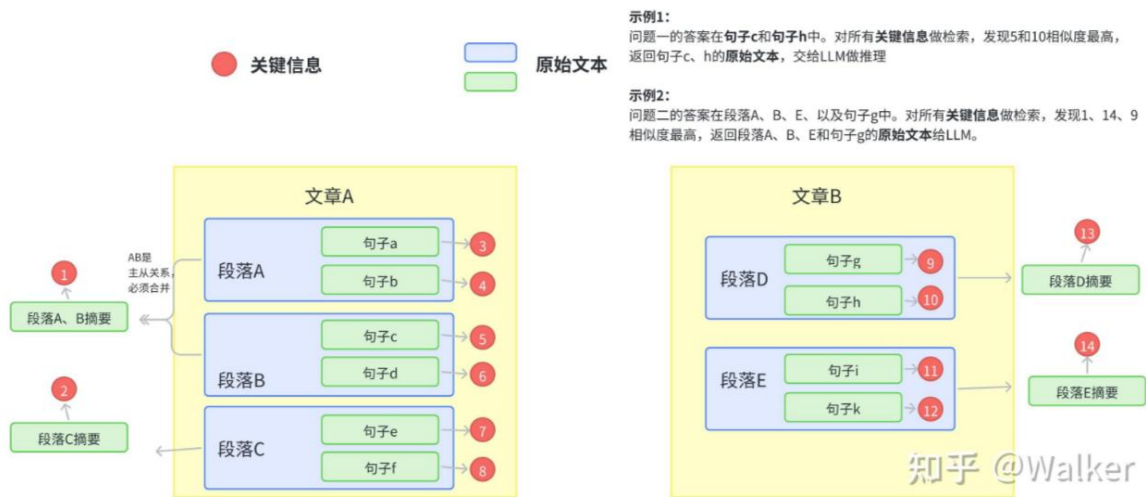 示例1：
问题一的答案在句子c和句子h中。对所有关键信息做检索，发现5和10相似度最高，
返回句子c、h的原始文本，交给LLM做推理
关键信息
原始文本
示例2：
问题二的答案在段落A、B、E、以及句子g中。对所有关键信息做检索，发现1、14、9
相似度最高，返回段落A、B、E和句子g的原始文本给LLM。
文章A
段落A
句子a
3
句子b
4
AB是
主从关系，
必须合并
1
段落A、B摘要
段落B
句子c
5
句子d
6
2
段落C摘要
段落C
句子e
7
句子f
8
文章B
段落D
句子g
9
句子h
10
13
段落D摘要
段落E
句子i
11
句子k
12
14
段落E摘要
知乎 @Walker